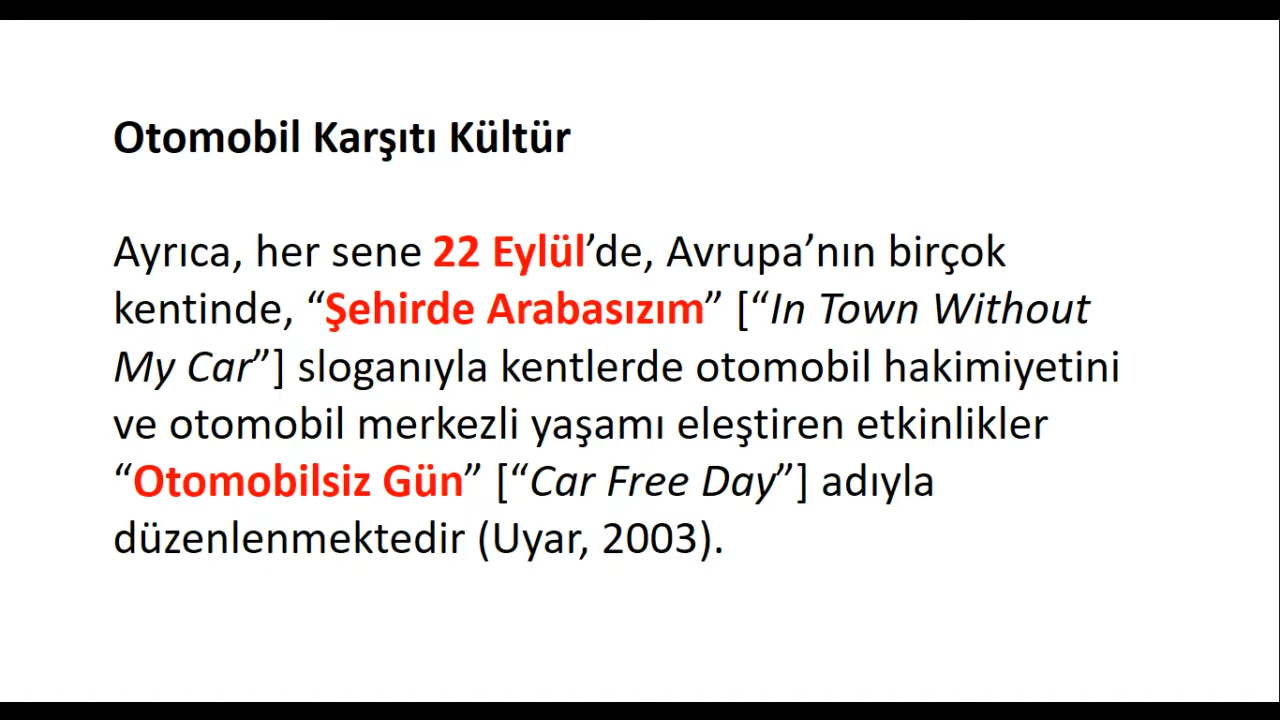 Otomobil Karşıtı Kültür
Ayrıca, her sene 22 Eylül’de, Avrupa’nın birçok
kentinde, “Şehirde Arabasızım” [“In Town Without
My Car”] sloganıyla kentlerde otomobil hakimiyetini
ve otomobil merkezli yaşamı eleştiren etkinlikler
“Otomobilsiz Gün” [“Car Free Day”] adıyla
düzenlenmektedir (Uyar, 2003).